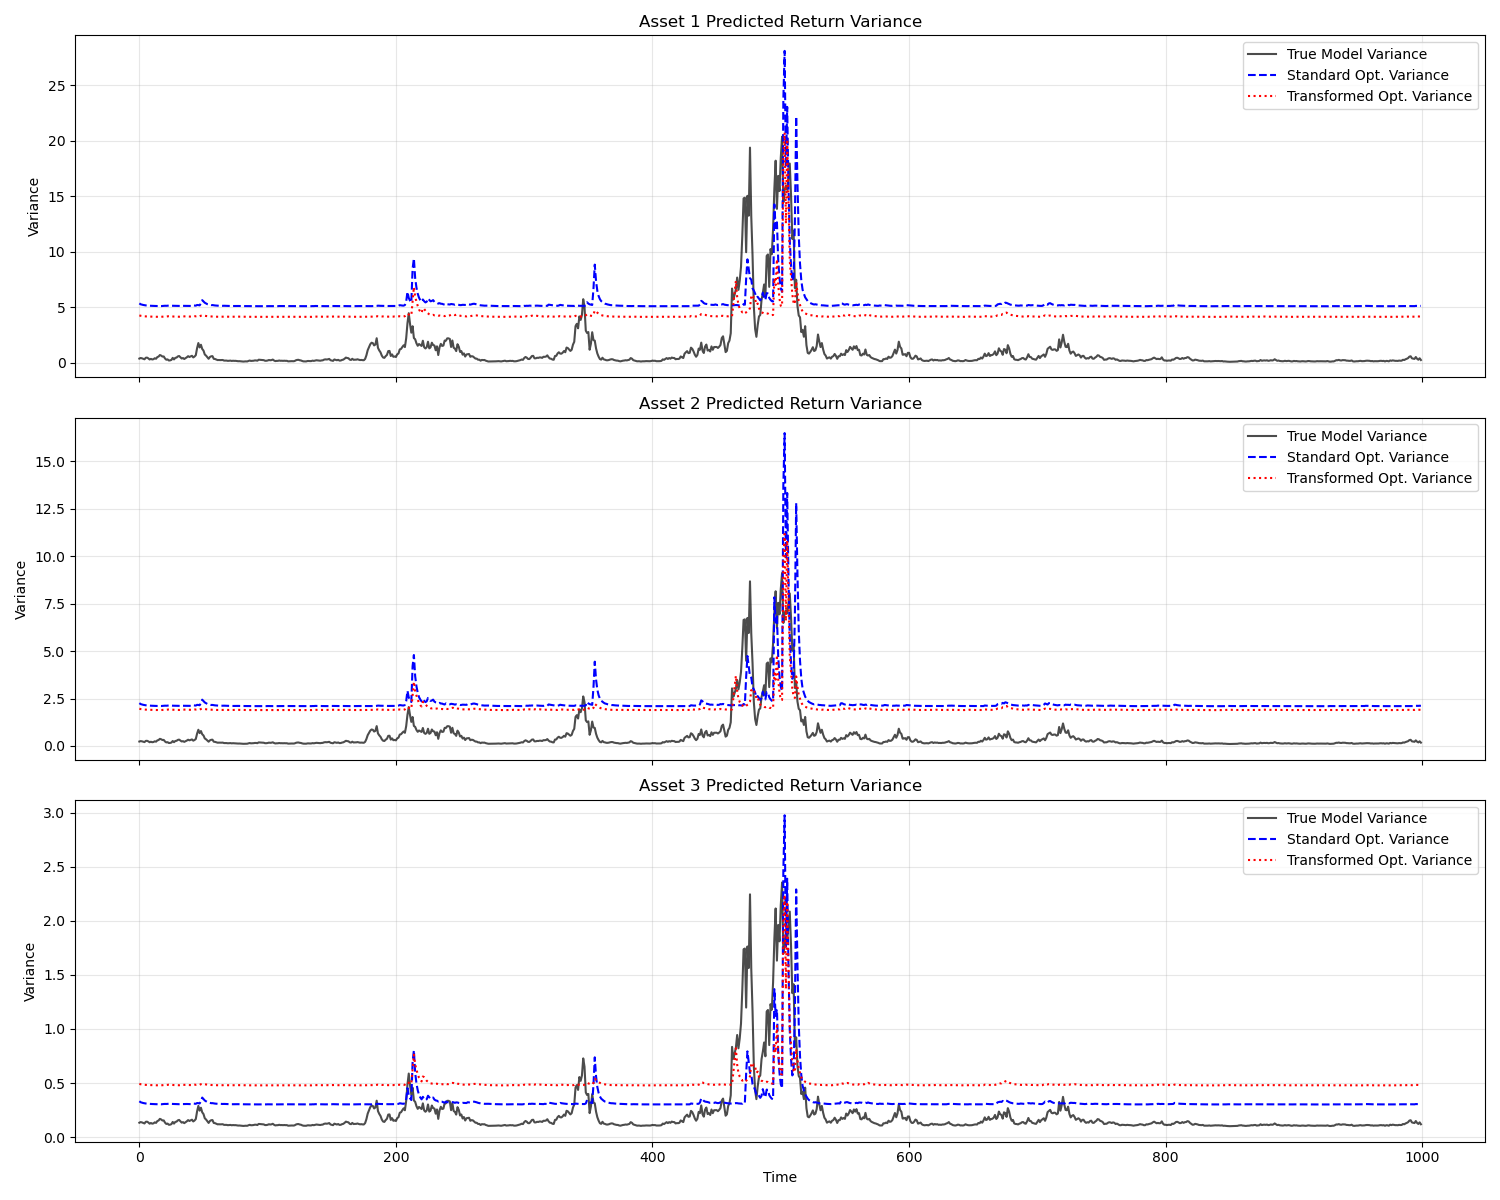 Asset 1 Predicted Return Variance
True Model Variance
Standard Opt. Variance
Transformed Opt. Variance
25
20
15
10
5
0
Variance
Asset 2 Predicted Return Variance
True Model Variance
Standard Opt. Variance
Transformed Opt. Variance
15.0
12.5
10.0
7.5
5.0
2.5
0.0
Variance
Asset 3 Predicted Return Variance
True Model Variance
Standard Opt. Variance
Transformed Opt. Variance
3.0
2.5
2.0
1.5
1.0
0.5
0.0
Variance
0 200 400 600 800 1000
Time